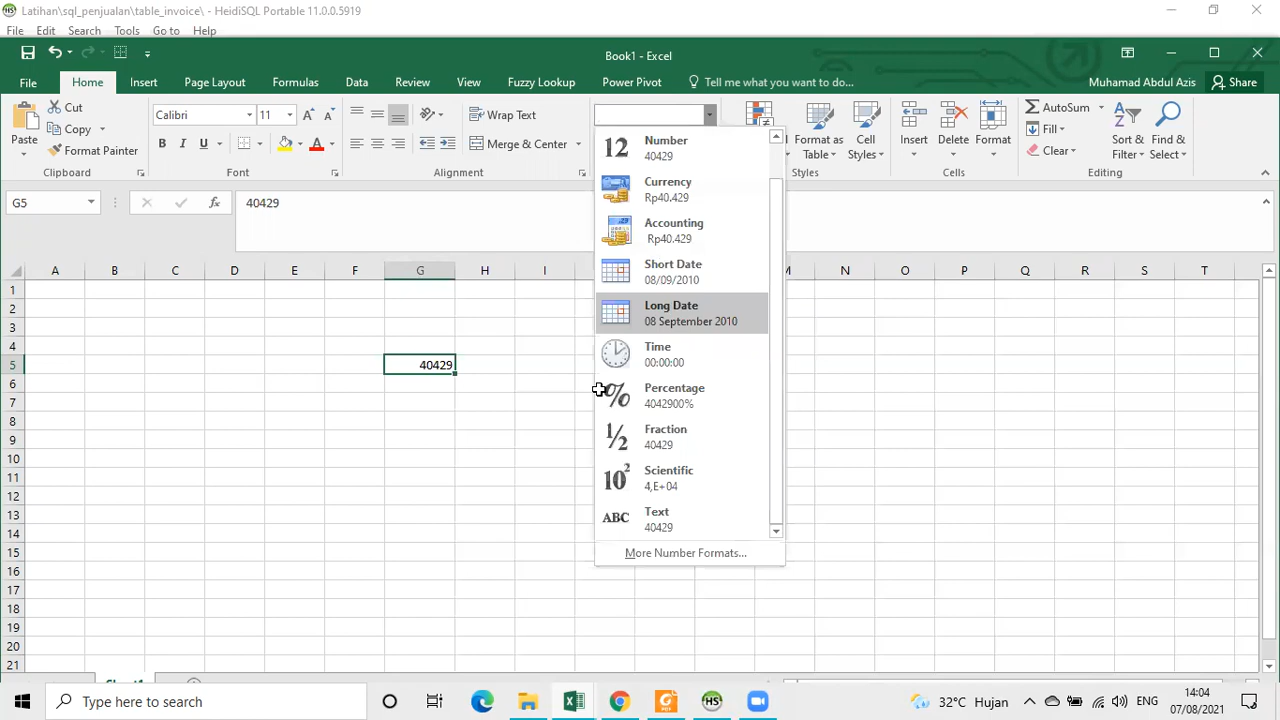 Latihan\sql_penjualan\table_invoice\ - HeidiSQL Portable 11.0.0.5919
File Edit Search Tools Go to Help
Book1 - Excel
File Home Insert Page Layout Formulas Data Review View Fuzzy Lookup Power Pivot Tell me what you want to do... Muhamad Abdul Azis Share
Paste
Cut
Copy
Format Painter
Clipboard
Calibri 11
B I U
Font
Wrap Text
Merge & Center
Alignment
Format as
Table
Cell
Styles
Styles
Insert
Delete
Format
Cells
AutoSum
Fill
Clear
Sort &
Filter
Find &
Select
Editing
G5 fx 40429
A B C D E F G H I M N O P Q R S T
1
2
3
4
5 40429
6
7
8
9
10
11
12
13
14
15
16
17
18
19
20
21
12 Number
40429
Currency
Rp40.429
Accounting
Rp40.429
Short Date
08/09/2010
Long Date
08 September 2010
Time
00:00:00
% Percentage
4042900%
1/2 Fraction
40429
10² Scientific
4,E+04
ABC Text
40429
More Number Formats...
Type here to search
32°C Hujan
ENG
14:04
07/08/2021